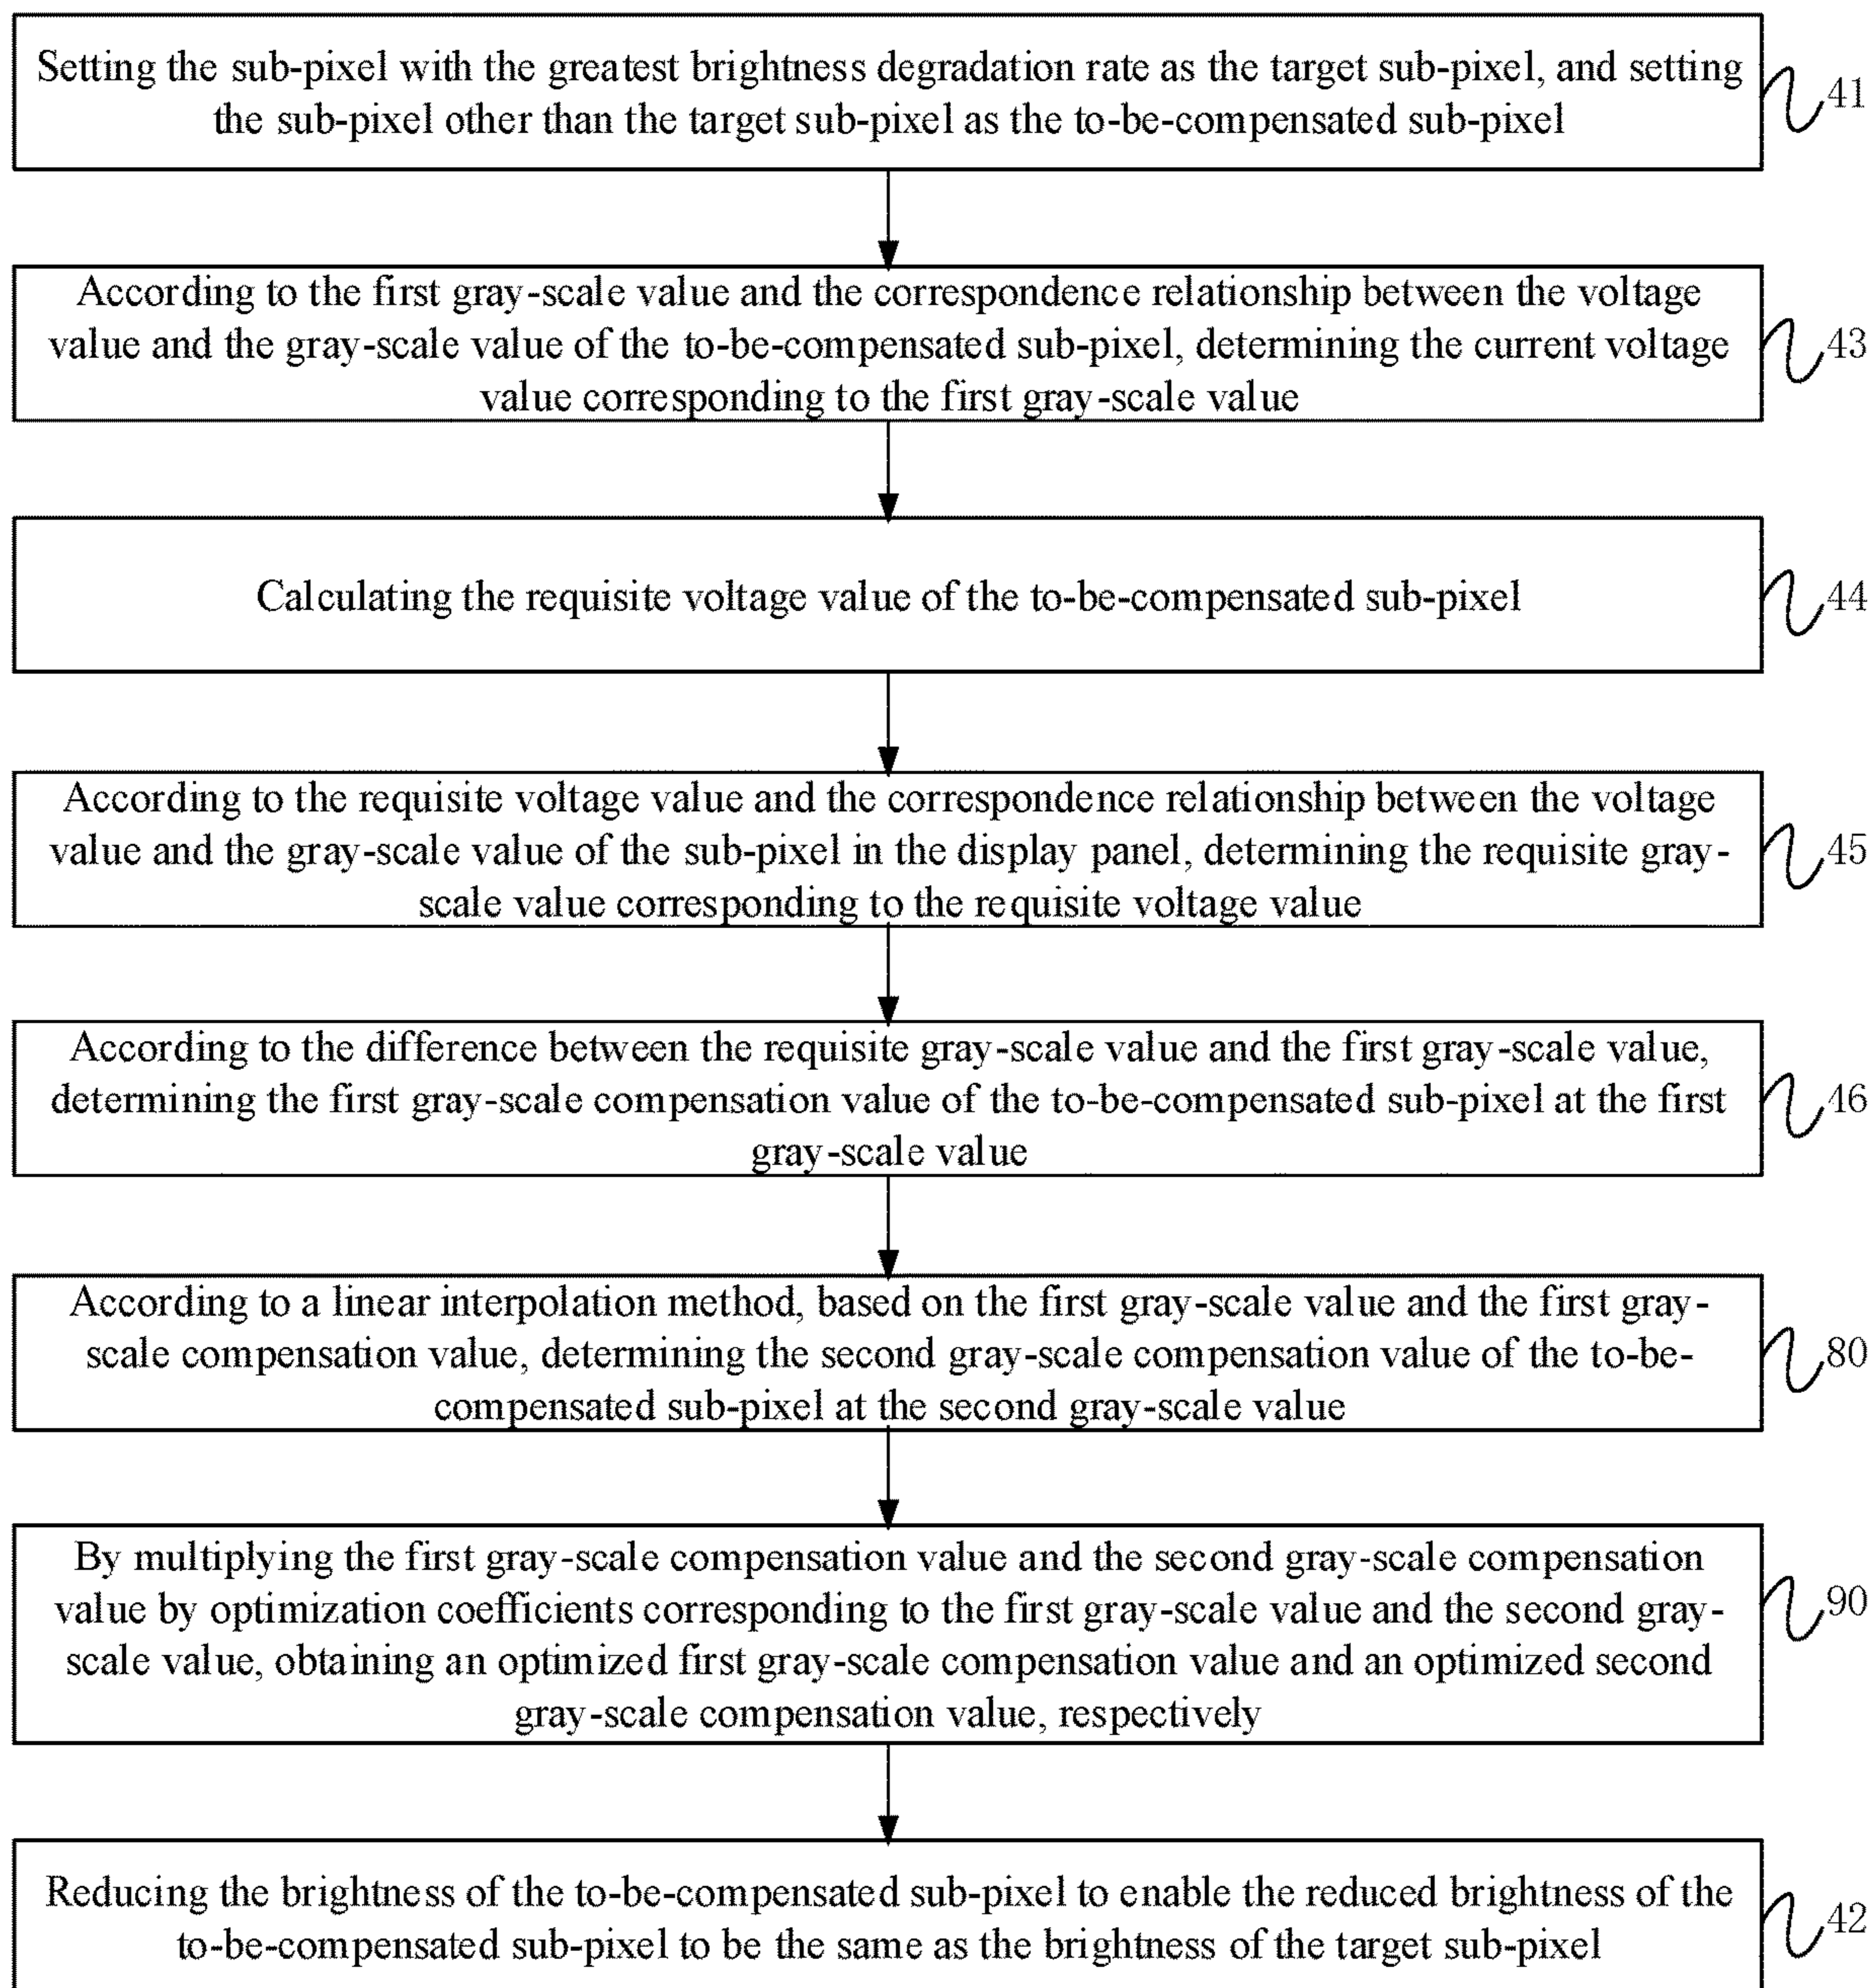 Setting the sub-pixel with the greatest brightness degradation rate as the target sub-pixel, and setting
the sub-pixel other than the target sub-pixel as the to-be-compensated sub-pixel
41
According to the first gray-scale value and the correspondence relationship between the voltage
value and the gray-scale value of the to-be-compensated sub-pixel, determining the current voltage
value corresponding to the first gray-scale value
43
Calculating the requisite voltage value of the to-be-compensated sub-pixel
44
According to the requisite voltage value and the correspondence relationship between the voltage
value and the gray-scale value of the sub-pixel in the display panel, determining the requisite gray-
scale value corresponding to the requisite voltage value
45
According to the difference between the requisite gray-scale value and the first gray-scale value,
determining the first gray-scale compensation value of the to-be-compensated sub-pixel at the first
gray-scale value
46
According to a linear interpolation method, based on the first gray-scale value and the first gray-
scale compensation value, determining the second gray-scale compensation value of the to-be-
compensated sub-pixel at the second gray-scale value
80
By multiplying the first gray-scale compensation value and the second gray-scale compensation
value by optimization coefficients corresponding to the first gray-scale value and the second gray-
scale value, obtaining an optimized first gray-scale compensation value and an optimized second
gray-scale compensation value, respectively
90
Reducing the brightness of the to-be-compensated sub-pixel to enable the reduced brightness of the
to-be-compensated sub-pixel to be the same as the brightness of the target sub-pixel
42